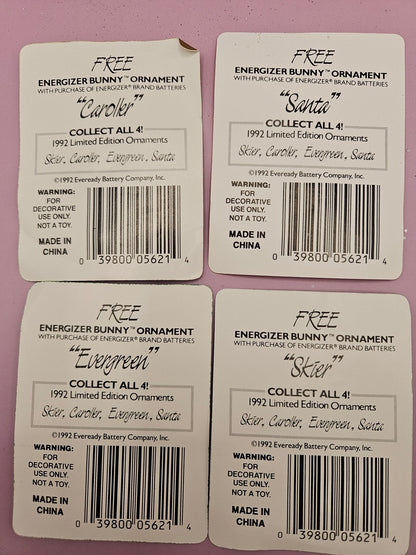 FREE
ENERGIZER BUNNY™ ORNAMENT
WITH PURCHASE OF ENERGIZER® BRAND BATTERIES
"Caroller"
COLLECT ALL 4!
1992 Limited Edition Ornaments
Skier, Caroller, Evergreen, Santa
©1992 Eveready Battery Company, Inc.
WARNING:
FOR
DECORATIVE
USE ONLY.
NOT A TOY.
MADE IN
CHINA
0 39800 05621 4
FREE
ENERGIZER BUNNY™ ORNAMENT
WITH PURCHASE OF ENERGIZER® BRAND BATTERIES
"Santa"
COLLECT ALL 4!
1992 Limited Edition Ornaments
Skier, Caroller, Evergreen, Santa
©1992 Eveready Battery Company, Inc.
WARNING:
FOR
DECORATIVE
USE ONLY.
NOT A TOY.
MADE IN
CHINA
0 39800 05621 4
FREE
ENERGIZER BUNNY™ ORNAMENT
WITH PURCHASE OF ENERGIZER® BRAND BATTERIES
"Evergreen"
COLLECT ALL 4!
1992 Limited Edition Ornaments
Skier, Caroller, Evergreen, Santa
©1992 Eveready Battery Company, Inc.
WARNING:
FOR
DECORATIVE
USE ONLY.
NOT A TOY.
MADE IN
CHINA
0 39800 05621 4
FREE
ENERGIZER BUNNY™ ORNAMENT
WITH PURCHASE OF ENERGIZER® BRAND BATTERIES
"Skier"
COLLECT ALL 4!
1992 Limited Edition Ornaments
Skier, Caroller, Evergreen, Santa
©1992 Eveready Battery Company, Inc.
WARNING:
FOR
DECORATIVE
USE ONLY.
NOT A TOY.
MADE IN
CHINA
0 39800 05621 4